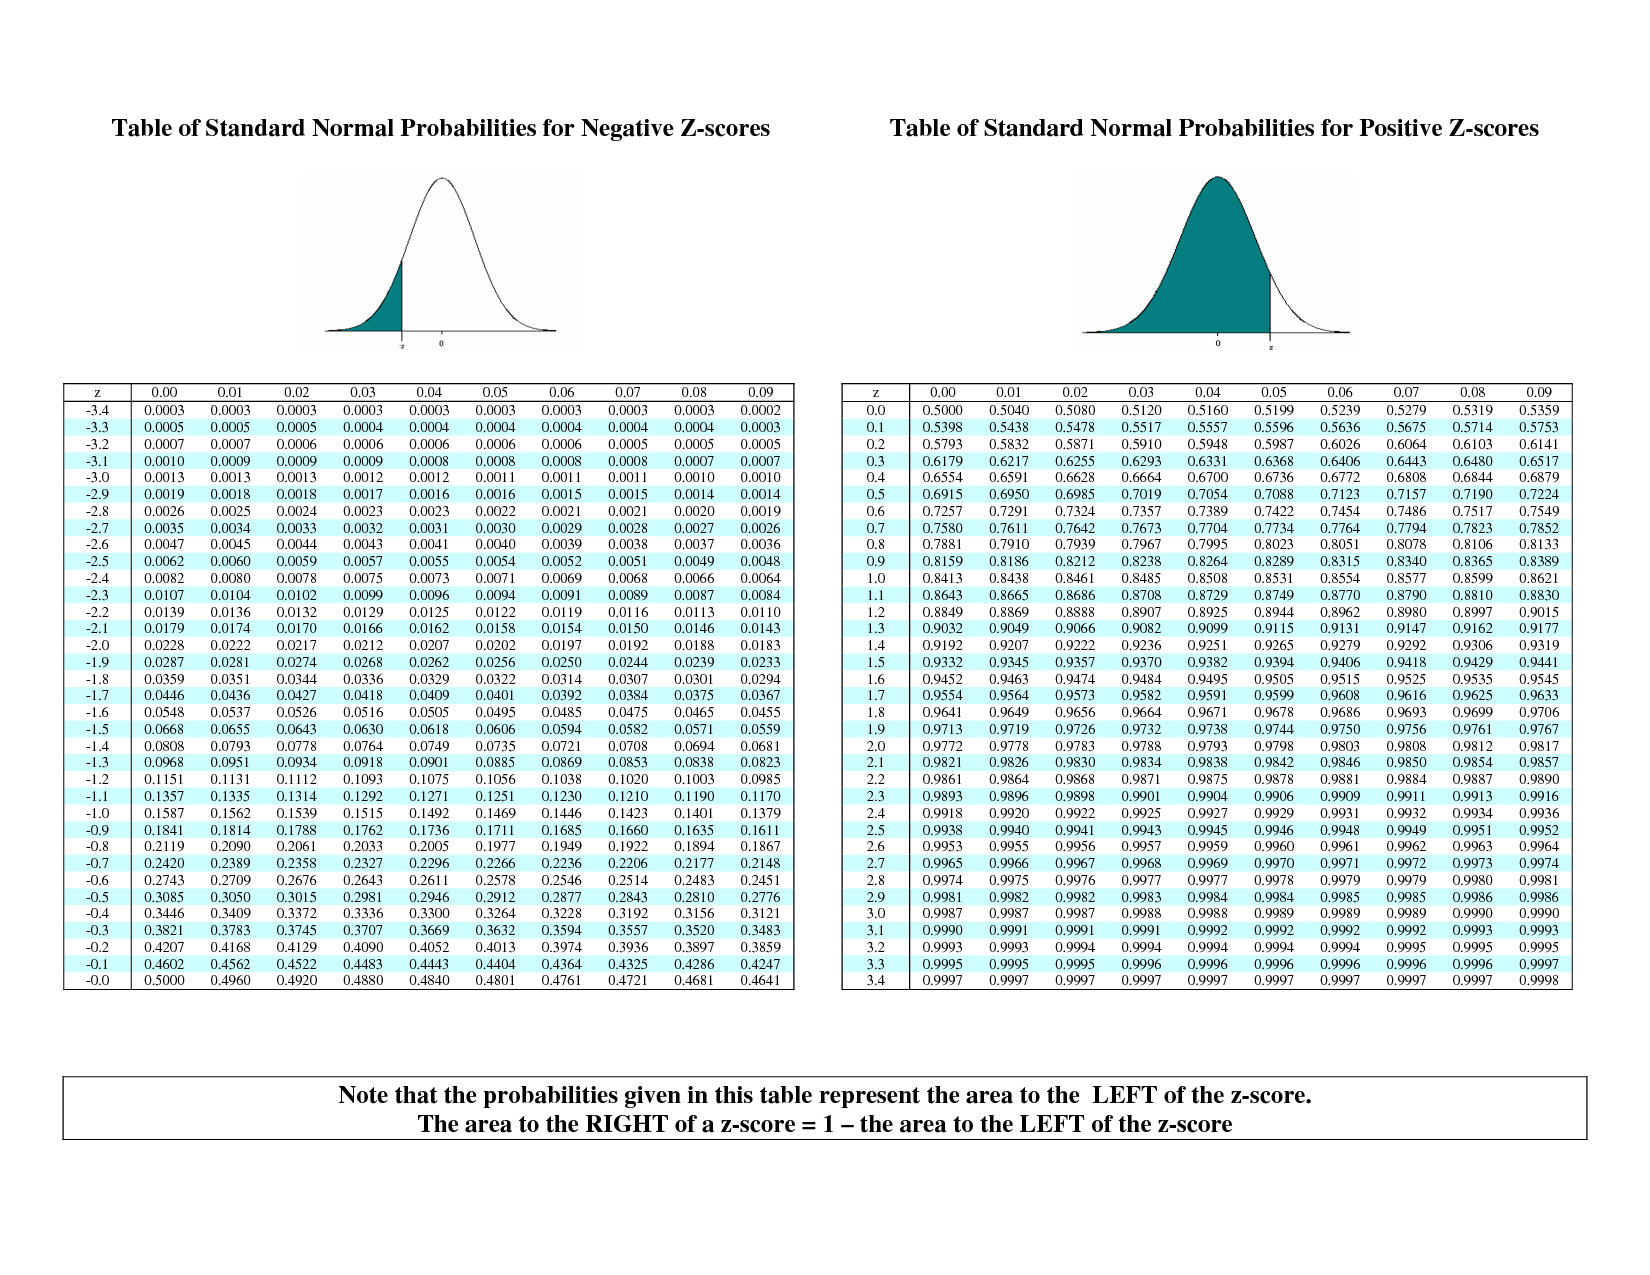 Table of Standard Normal Probabilities for Negative Z-scores
-z 0
z 0.00 0.01 0.02 0.03 0.04 0.05 0.06 0.07 0.08 0.09
-3.4 0.0003 0.0003 0.0003 0.0003 0.0003 0.0003 0.0003 0.0003 0.0003 0.0002
-3.3 0.0005 0.0005 0.0005 0.0004 0.0004 0.0004 0.0004 0.0004 0.0004 0.0003
-3.2 0.0007 0.0007 0.0006 0.0006 0.0006 0.0006 0.0006 0.0005 0.0005 0.0005
-3.1 0.0010 0.0009 0.0009 0.0009 0.0008 0.0008 0.0008 0.0008 0.0007 0.0007
-3.0 0.0013 0.0013 0.0013 0.0012 0.0012 0.0011 0.0011 0.0011 0.0010 0.0010
-2.9 0.0019 0.0018 0.0018 0.0017 0.0016 0.0016 0.0015 0.0015 0.0014 0.0014
-2.8 0.0026 0.0025 0.0024 0.0023 0.0023 0.0022 0.0021 0.0021 0.0020 0.0019
-2.7 0.0035 0.0034 0.0033 0.0032 0.0031 0.0030 0.0029 0.0028 0.0027 0.0026
-2.6 0.0047 0.0045 0.0044 0.0043 0.0041 0.0040 0.0039 0.0038 0.0037 0.0036
-2.5 0.0062 0.0060 0.0059 0.0057 0.0055 0.0054 0.0052 0.0051 0.0049 0.0048
-2.4 0.0082 0.0080 0.0078 0.0075 0.0073 0.0071 0.0069 0.0068 0.0066 0.0064
-2.3 0.0107 0.0104 0.0102 0.0099 0.0096 0.0094 0.0091 0.0089 0.0087 0.0084
-2.2 0.0139 0.0136 0.0132 0.0129 0.0125 0.0122 0.0119 0.0116 0.0113 0.0110
-2.1 0.0179 0.0174 0.0170 0.0166 0.0162 0.0158 0.0154 0.0150 0.0146 0.0143
-2.0 0.0228 0.0222 0.0217 0.0212 0.0207 0.0202 0.0197 0.0192 0.0188 0.0183
-1.9 0.0287 0.0281 0.0274 0.0268 0.0262 0.0256 0.0250 0.0244 0.0239 0.0233
-1.8 0.0359 0.0351 0.0344 0.0336 0.0329 0.0322 0.0314 0.0307 0.0301 0.0294
-1.7 0.0446 0.0436 0.0427 0.0418 0.0409 0.0401 0.0392 0.0384 0.0375 0.0367
-1.6 0.0548 0.0537 0.0526 0.0516 0.0505 0.0495 0.0485 0.0475 0.0465 0.0455
-1.5 0.0668 0.0655 0.0643 0.0630 0.0618 0.0606 0.0594 0.0582 0.0571 0.0559
-1.4 0.0808 0.0793 0.0778 0.0764 0.0749 0.0735 0.0721 0.0708 0.0694 0.0681
-1.3 0.0968 0.0951 0.0934 0.0918 0.0901 0.0885 0.0869 0.0853 0.0838 0.0823
-1.2 0.1151 0.1131 0.1112 0.1093 0.1075 0.1056 0.1038 0.1020 0.1003 0.0985
-1.1 0.1357 0.1335 0.1314 0.1292 0.1271 0.1251 0.1230 0.1210 0.1190 0.1170
-1.0 0.1587 0.1562 0.1539 0.1515 0.1492 0.1469 0.1446 0.1423 0.1401 0.1379
-0.9 0.1841 0.1814 0.1788 0.1762 0.1736 0.1711 0.1685 0.1660 0.1635 0.1611
-0.8 0.2119 0.2090 0.2061 0.2033 0.2005 0.1977 0.1949 0.1922 0.1894 0.1867
-0.7 0.2420 0.2389 0.2358 0.2327 0.2296 0.2266 0.2236 0.2206 0.2177 0.2148
-0.6 0.2743 0.2709 0.2676 0.2643 0.2611 0.2578 0.2546 0.2514 0.2483 0.2451
-0.5 0.3085 0.3050 0.3015 0.2981 0.2946 0.2912 0.2877 0.2843 0.2810 0.2776
-0.4 0.3446 0.3409 0.3372 0.3336 0.3300 0.3264 0.3228 0.3192 0.3156 0.3121
-0.3 0.3821 0.3783 0.3745 0.3707 0.3669 0.3632 0.3594 0.3557 0.3520 0.3483
-0.2 0.4207 0.4168 0.4129 0.4090 0.4052 0.4013 0.3974 0.3936 0.3897 0.3859
-0.1 0.4602 0.4562 0.4522 0.4483 0.4443 0.4404 0.4364 0.4325 0.4286 0.4247
-0.0 0.5000 0.4960 0.4920 0.4880 0.4840 0.4801 0.4761 0.4721 0.4681 0.4641
Table of Standard Normal Probabilities for Positive Z-scores
0 z
z 0.00 0.01 0.02 0.03 0.04 0.05 0.06 0.07 0.08 0.09
0.0 0.5000 0.5040 0.5080 0.5120 0.5160 0.5199 0.5239 0.5279 0.5319 0.5359
0.1 0.5398 0.5438 0.5478 0.5517 0.5557 0.5596 0.5636 0.5675 0.5714 0.5753
0.2 0.5793 0.5832 0.5871 0.5910 0.5948 0.5987 0.6026 0.6064 0.6103 0.6141
0.3 0.6179 0.6217 0.6255 0.6293 0.6331 0.6368 0.6406 0.6443 0.6480 0.6517
0.4 0.6554 0.6591 0.6628 0.6664 0.6700 0.6736 0.6772 0.6808 0.6844 0.6879
0.5 0.6915 0.6950 0.6985 0.7019 0.7054 0.7088 0.7123 0.7157 0.7190 0.7224
0.6 0.7257 0.7291 0.7324 0.7357 0.7389 0.7422 0.7454 0.7486 0.7517 0.7549
0.7 0.7580 0.7611 0.7642 0.7673 0.7704 0.7734 0.7764 0.7794 0.7823 0.7852
0.8 0.7881 0.7910 0.7939 0.7967 0.7995 0.8023 0.8051 0.8078 0.8106 0.8133
0.9 0.8159 0.8186 0.8212 0.8238 0.8264 0.8289 0.8315 0.8340 0.8365 0.8389
1.0 0.8413 0.8438 0.8461 0.8485 0.8508 0.8531 0.8554 0.8577 0.8599 0.8621
1.1 0.8643 0.8665 0.8686 0.8708 0.8729 0.8749 0.8770 0.8790 0.8810 0.8830
1.2 0.8849 0.8869 0.8888 0.8907 0.8925 0.8944 0.8962 0.8980 0.8997 0.9015
1.3 0.9032 0.9049 0.9066 0.9082 0.9099 0.9115 0.9131 0.9147 0.9162 0.9177
1.4 0.9192 0.9207 0.9222 0.9236 0.9251 0.9265 0.9279 0.9292 0.9306 0.9319
1.5 0.9332 0.9345 0.9357 0.9370 0.9382 0.9394 0.9406 0.9418 0.9429 0.9441
1.6 0.9452 0.9463 0.9474 0.9484 0.9495 0.9505 0.9515 0.9525 0.9535 0.9545
1.7 0.9554 0.9564 0.9573 0.9582 0.9591 0.9599 0.9608 0.9616 0.9625 0.9633
1.8 0.9641 0.9649 0.9656 0.9664 0.9671 0.9678 0.9686 0.9693 0.9699 0.9706
1.9 0.9713 0.9719 0.9726 0.9732 0.9738 0.9744 0.9750 0.9756 0.9761 0.9767
2.0 0.9772 0.9778 0.9783 0.9788 0.9793 0.9798 0.9803 0.9808 0.9812 0.9817
2.1 0.9821 0.9826 0.9830 0.9834 0.9838 0.9842 0.9846 0.9850 0.9854 0.9857
2.2 0.9861 0.9864 0.9868 0.9871 0.9875 0.9878 0.9881 0.9884 0.9887 0.9890
2.3 0.9893 0.9896 0.9898 0.9901 0.9904 0.9906 0.9909 0.9911 0.9913 0.9916
2.4 0.9918 0.9920 0.9922 0.9925 0.9927 0.9929 0.9931 0.9932 0.9934 0.9936
2.5 0.9938 0.9940 0.9941 0.9943 0.9945 0.9946 0.9948 0.9949 0.9951 0.9952
2.6 0.9953 0.9955 0.9956 0.9957 0.9959 0.9960 0.9961 0.9962 0.9963 0.9964
2.7 0.9965 0.9966 0.9967 0.9968 0.9969 0.9970 0.9971 0.9972 0.9973 0.9974
2.8 0.9974 0.9975 0.9976 0.9977 0.9977 0.9978 0.9979 0.9979 0.9980 0.9981
2.9 0.9981 0.9982 0.9982 0.9983 0.9984 0.9984 0.9985 0.9985 0.9986 0.9986
3.0 0.9987 0.9987 0.9987 0.9988 0.9988 0.9989 0.9989 0.9989 0.9990 0.9990
3.1 0.9990 0.9991 0.9991 0.9991 0.9992 0.9992 0.9992 0.9992 0.9993 0.9993
3.2 0.9993 0.9993 0.9994 0.9994 0.9994 0.9994 0.9994 0.9995 0.9995 0.9995
3.3 0.9995 0.9995 0.9995 0.9996 0.9996 0.9996 0.9996 0.9996 0.9996 0.9997
3.4 0.9997 0.9997 0.9997 0.9997 0.9997 0.9997 0.9997 0.9997 0.9997 0.9998
Note that the probabilities given in this table represent the area to the LEFT of the z-score.
The area to the RIGHT of a z-score = 1 – the area to the LEFT of the z-score